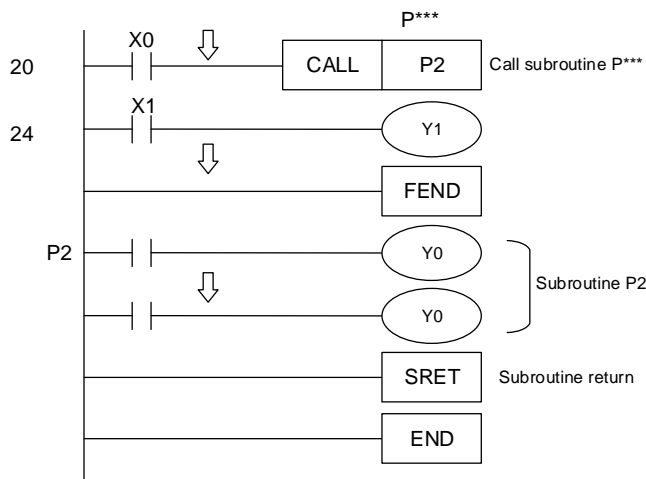 P***
X0
20
CALL
P2
Call subroutine P***
X1
24
Y1
FEND
P2
Y0
Subroutine P2
Y0
SRET
Subroutine return
END